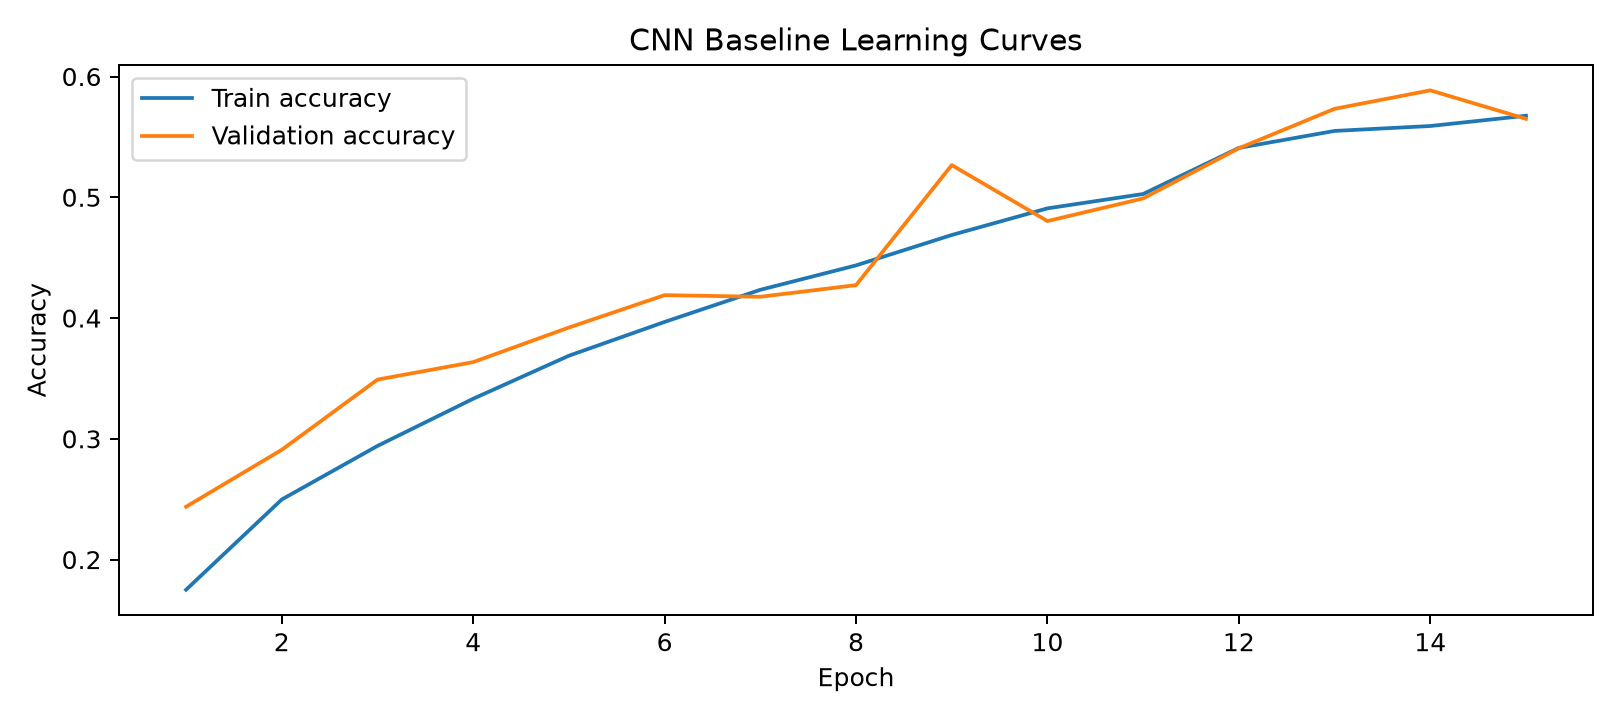 CNN Baseline Learning Curves
Train accuracy
Validation accuracy
Accuracy
0.6
0.5
0.4
0.3
0.2
2 4 6 8 10 12 14
Epoch